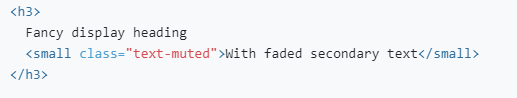 <h3>
  Fancy display heading
  <small class="text-muted">With faded secondary text</small>
</h3>